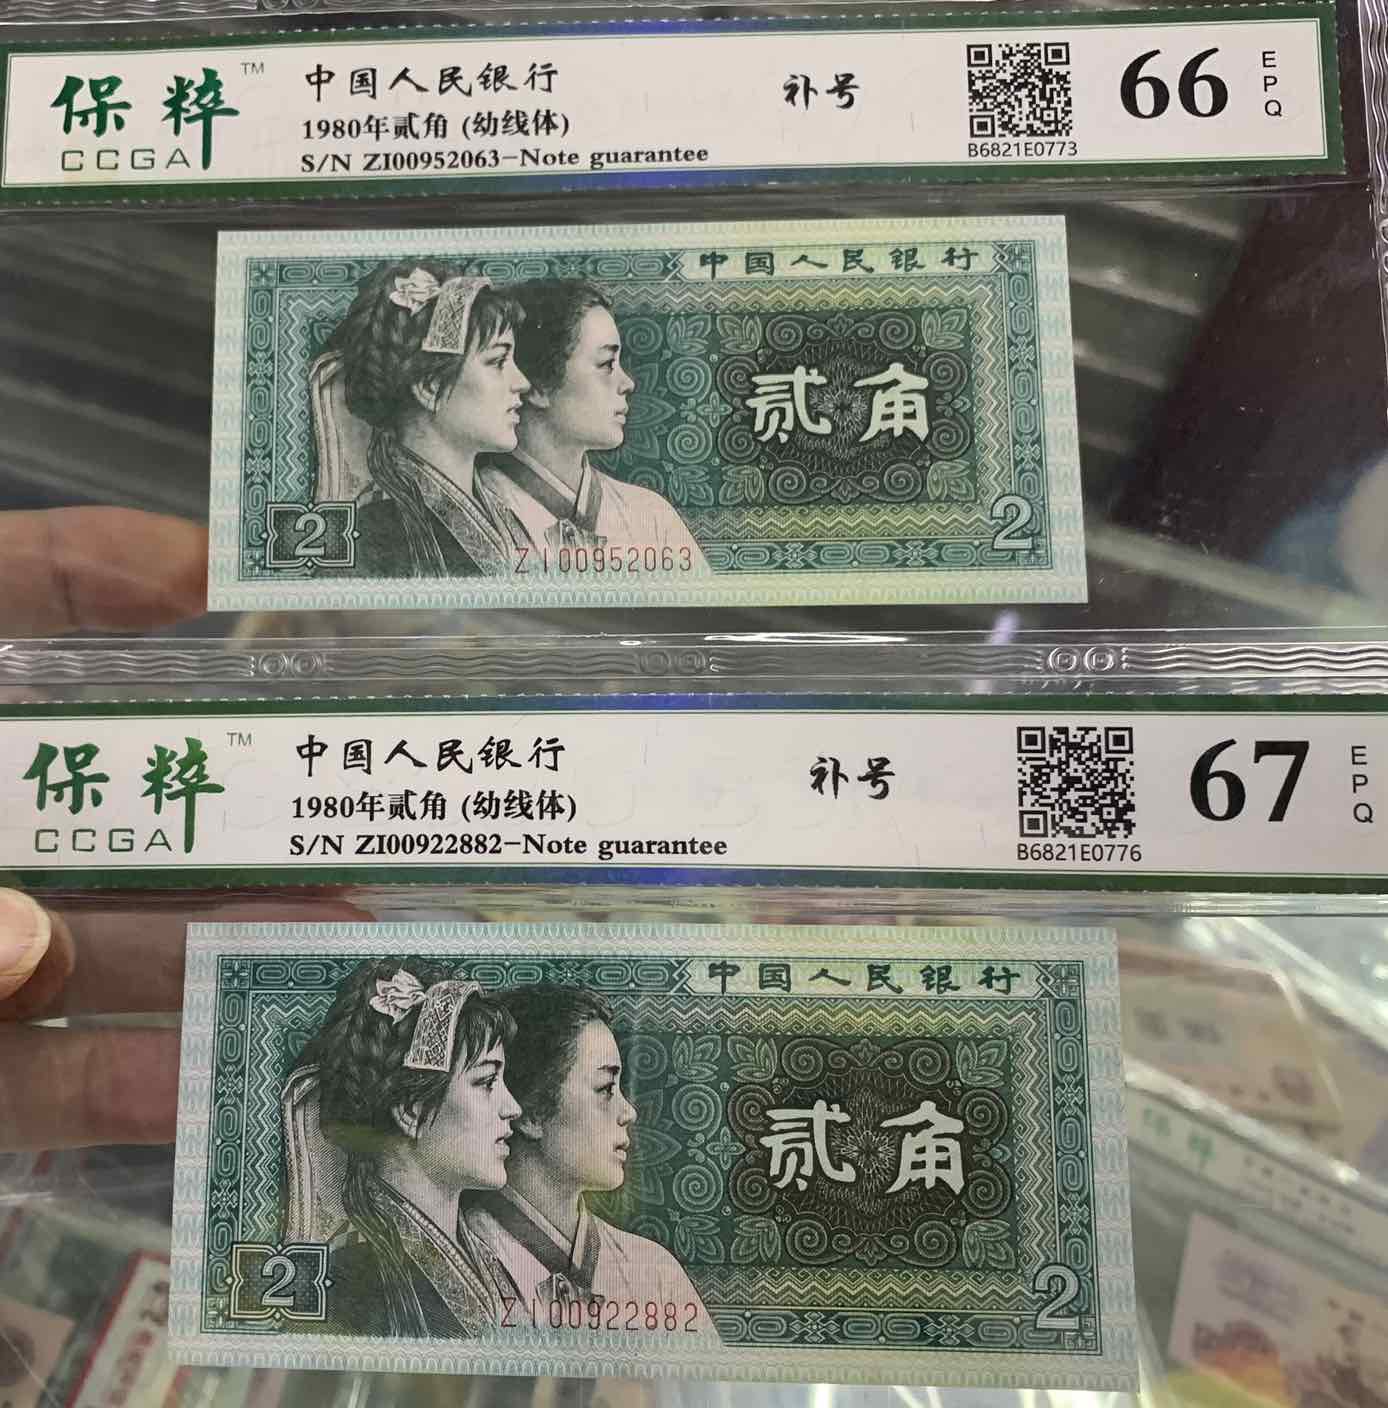 保粹™
CCGA
中国人民银行
1980年贰角 (幼线体)
S/N ZI00952063-Note guarantee
补号
B6821E0773
66
EPQ
中国人民银行
贰角
2
2
ZI00952063
保粹™
CCGA
中国人民银行
1980年贰角 (幼线体)
S/N ZI00922882-Note guarantee
补号
B6821E0776
67
EPQ
中国人民银行
贰角
2
2
ZI00922882